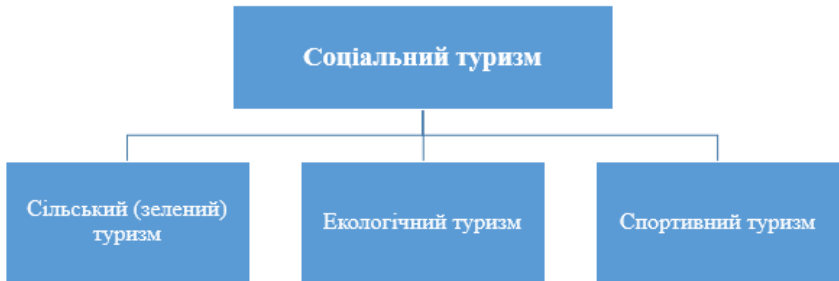 Соціальний туризм
Сільський (зелений)
туризм
Екологічний туризм
Спортивний туризм